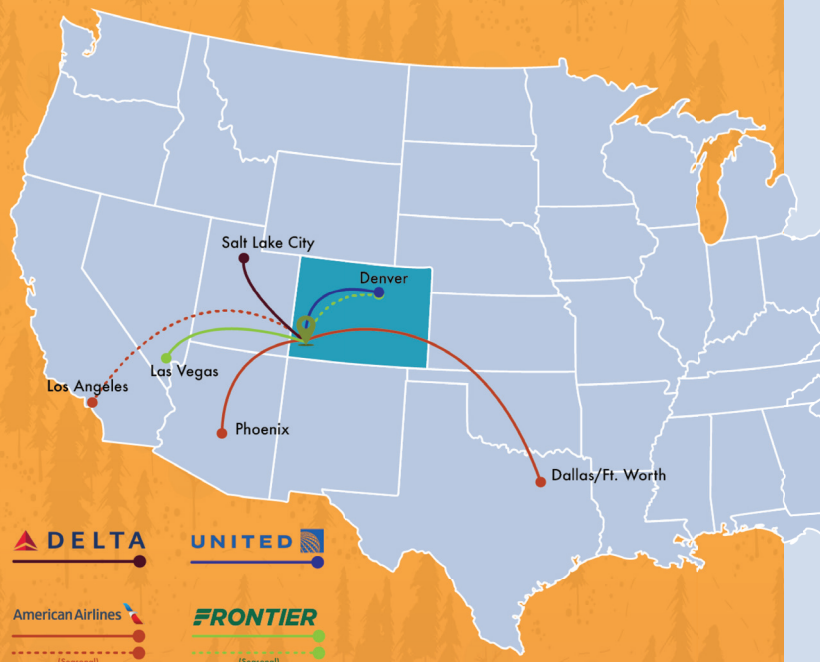 Salt Lake City
Denver
Las Vegas
Los Angeles
Phoenix
Dallas/Ft. Worth
DELTA
UNITED
American Airlines
FRONTIER